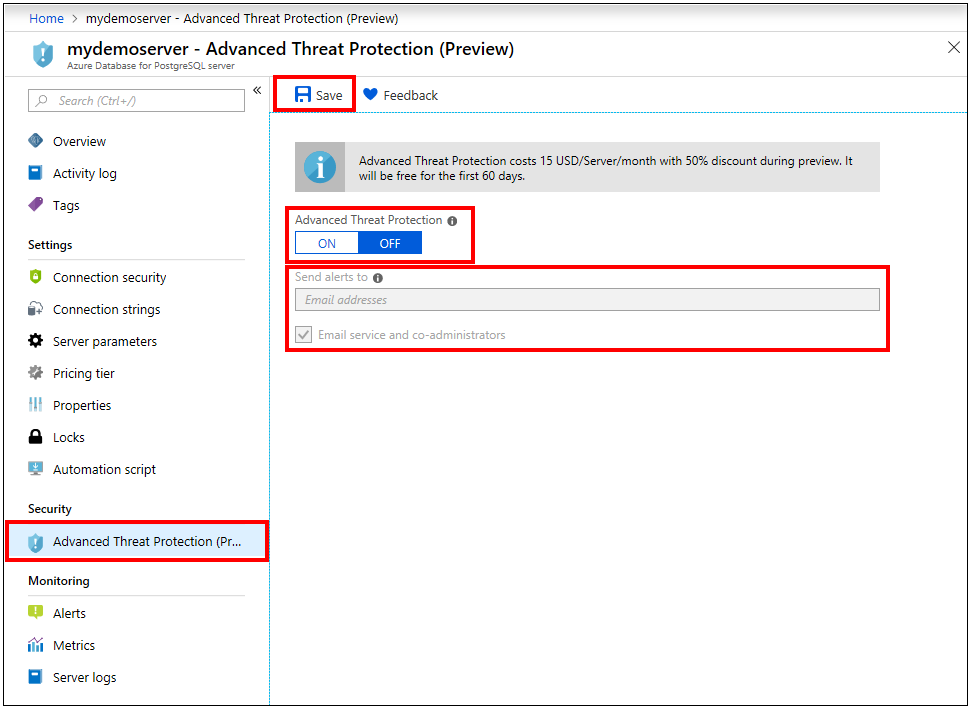 Home > mydemoserver - Advanced Threat Protection (Preview)
mydemoserver - Advanced Threat Protection (Preview)
Azure Database for PostgreSQL server
Search (Ctrl+/)
«
Overview
Activity log
Tags
Settings
Connection security
Connection strings
Server parameters
Pricing tier
Properties
Locks
Automation script
Security
Advanced Threat Protection (Pr...
Monitoring
Alerts
Metrics
Server logs
Save
Feedback
Advanced Threat Protection costs 15 USD/Server/month with 50% discount during preview. It
will be free for the first 60 days.
Advanced Threat Protection
ON
OFF
Send alerts to
Email addresses
Email service and co-administrators